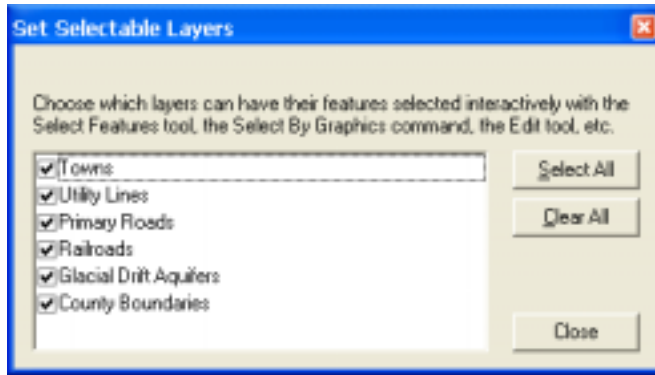 Set Selectable Layers
Choose which layers can have their features selected interactively with the
Select Features tool, the Select By Graphics command, the Edit tool, etc.
Towns
Select All
Utility Lines
Primary Roads
Clear All
Railroads
Glacial Drift Aquifers
County Boundaries
Close